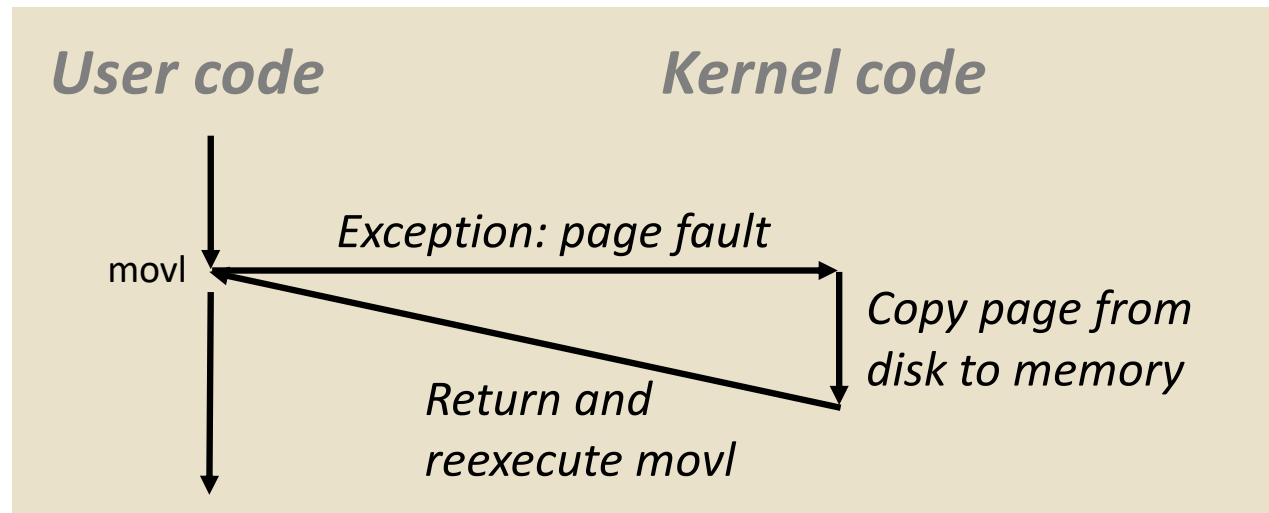 User code
Kernel code
Exception: page fault
movl
Copy page from
disk to memory
Return and
reexecute movl